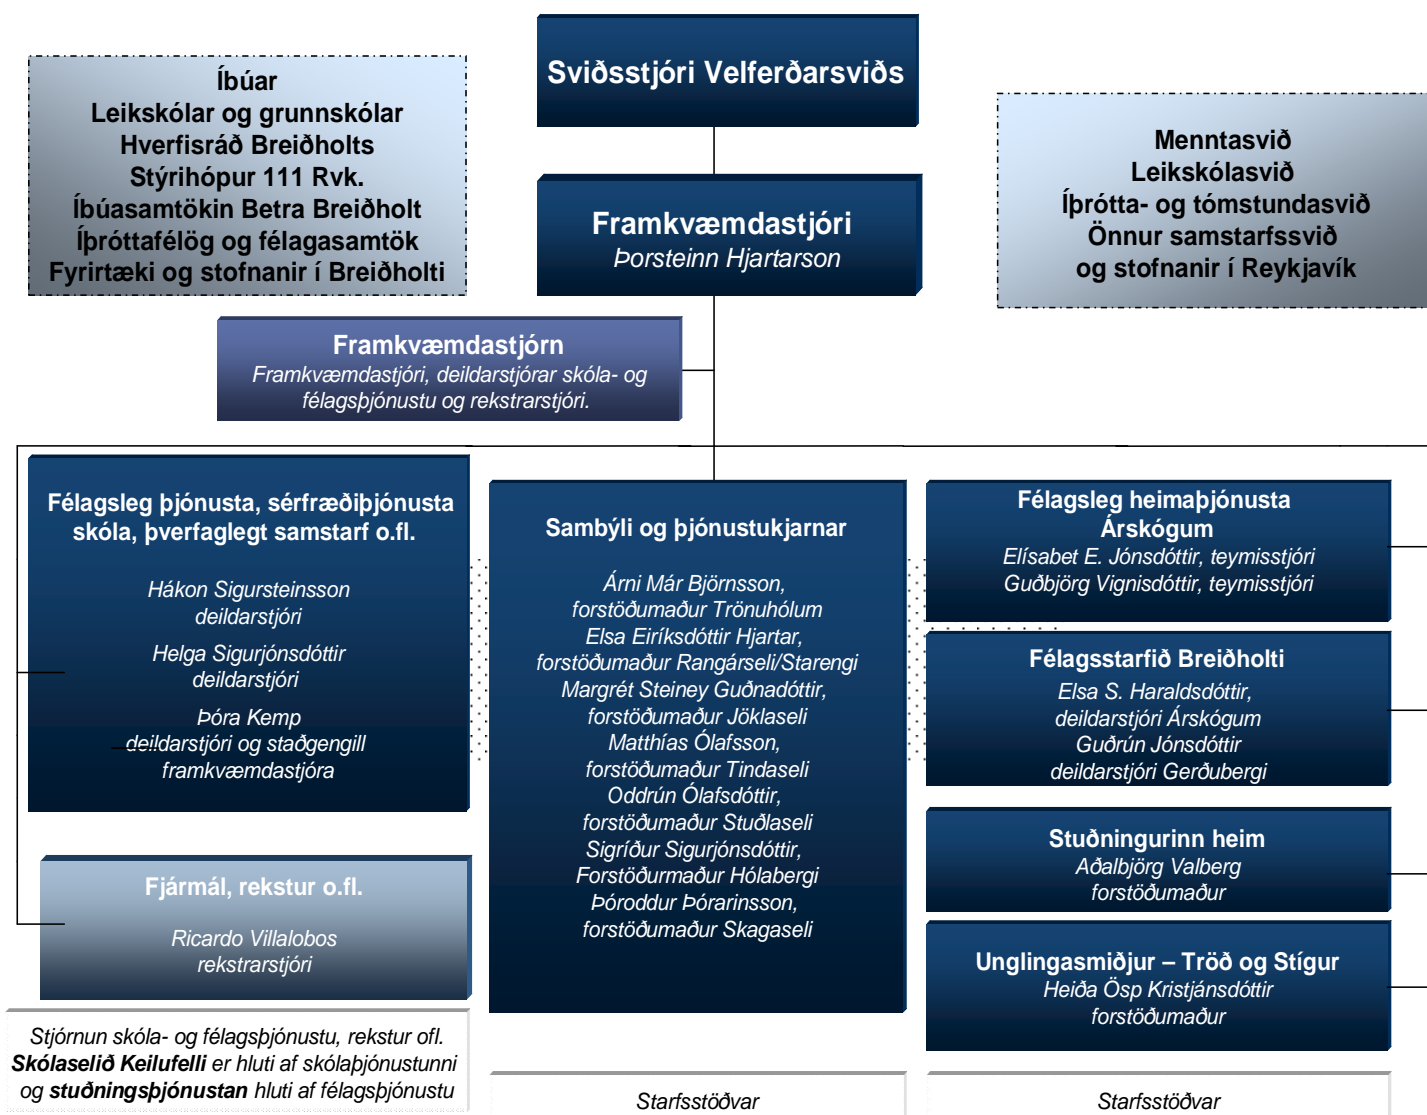 Sviðsstjóri Velferðarsviðs
Íbúar
Leikskólar og grunnskólar
Hverfisráð Breiðholts
Stýrihópur 111 Rvk.
Íbúasamtökin Betra Breiðholt
Íþróttafélög og félagasamtök
Fyrirtæki og stofnanir í Breiðholti
Menntasvið
Leikskólasvið
Íþrótta- og tómstundasvið
Önnur samstarfssvið
og stofnanir í Reykjavík
Framkvæmdastjóri
Þorsteinn Hjartarson
Framkvæmdastjórn
Framkvæmdastjóri, deildarstjórar skóla- og
félagsþjónustu og rekstrarstjóri.
Félagsleg þjónusta, sérfræðiþjónusta
skóla, þverfaglegt samstarf o.fl.
Hákon Sigursteinsson
deildarstjóri
Helga Sigurjónsdóttir
deildarstjóri
Þóra Kemp
deildarstjóri og staðgengill
framkvæmdastjóra
Fjármál, rekstur o.fl.
Ricardo Villalobos
rekstrarstjóri
Stjórnun skóla- og félagsþjónustu, rekstur ofl.
Skólaselið Keilufelli er hluti af skólaþjónustunni
og stuðningsþjónustan hluti af félagsþjónustu
Sambýli og þjónustukjarnar
Árni Már Björnsson,
forstöðumaður Trönuhólum
Elsa Eiríksdóttir Hjartar,
forstöðumaður Rangárseli/Starengi
Margrét Steiney Guðnadóttir,
forstöðumaður Jöklaseli
Matthías Ólafsson,
forstöðumaður Tindaseli
Oddrún Ólafsdóttir,
forstöðumaður Stuðlaseli
Sigríður Sigurjónsdóttir,
Forstöðurmaður Hólabergi
Þóroddur Þórarinsson,
forstöðumaður Skagaseli
Starfsstöðvar
Félagsleg heimaþjónusta
Árskógum
Elísabet E. Jónsdóttir, teymisstjóri
Guðbjörg Vignisdóttir, teymisstjóri
Félagsstarfið Breiðholti
Elsa S. Haraldsdóttir,
deildarstjóri Árskógum
Guðrún Jónsdóttir
deildarstjóri Gerðubergi
Stuðningurinn heim
Aðalbjörg Valberg
forstöðumaður
Unglingasmiðjur – Tröð og Stígur
Heiða Ösp Kristjánsdóttir
forstöðumaður
Starfsstöðvar